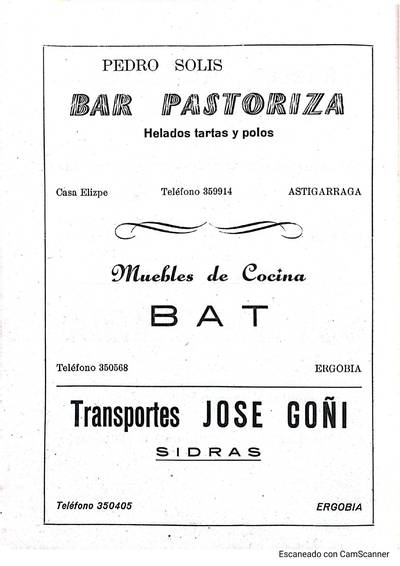 PEDRO SOLIS
BAR PASTORIZA
Helados tartas y polos
Casa Elizpe Teléfono 359914 ASTIGARRAGA
Muebles de Cocina
BAT
Teléfono 350568 ERGOBIA
Transportes JOSE GOÑI
SIDRAS
Teléfono 350405 ERGOBIA
Escaneado con CamScanner